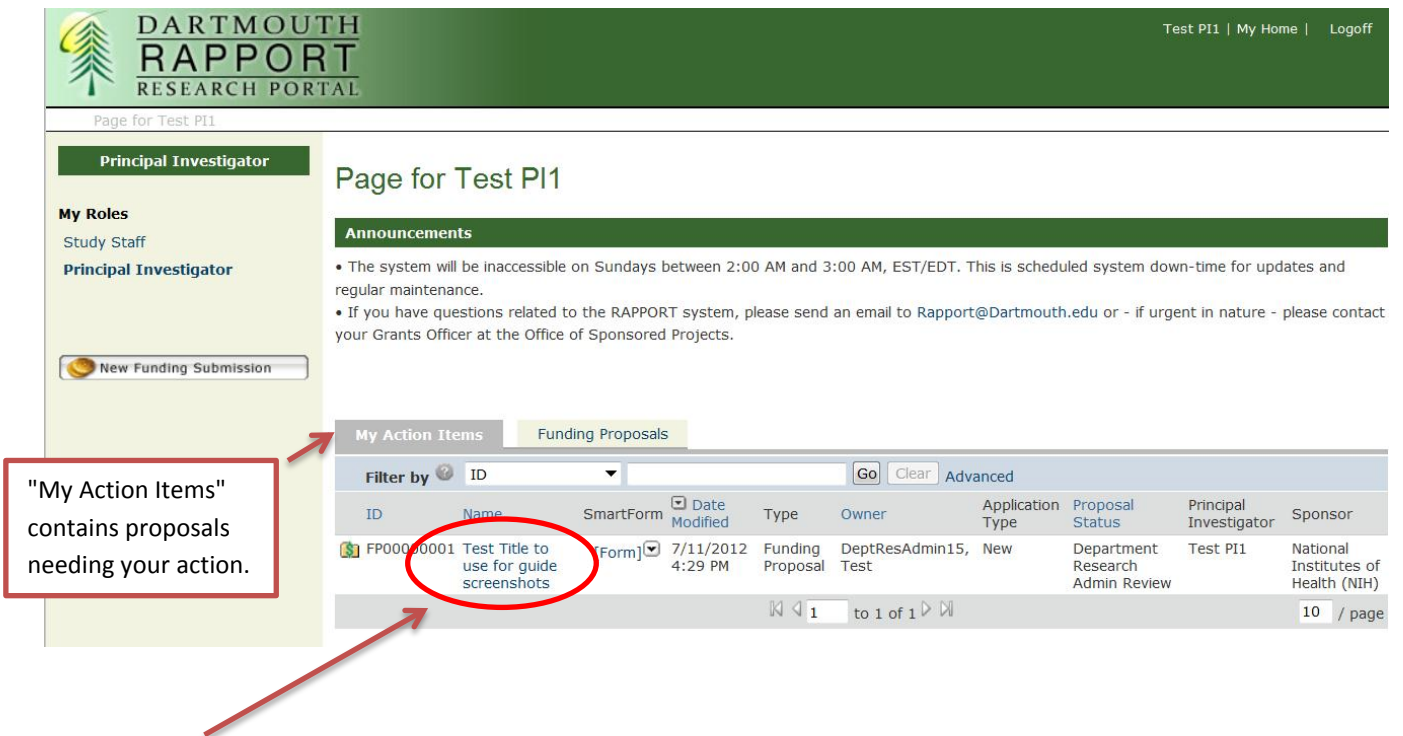 DARTMOUTH
RAPPORT
RESEARCH PORTAL
Test PI1 | My Home | Logoff
Page for Test PI1
Principal Investigator
My Roles
Study Staff
Principal Investigator
New Funding Submission
Page for Test PI1
Announcements
• The system will be inaccessible on Sundays between 2:00 AM and 3:00 AM, EST/EDT. This is scheduled system down-time for updates and
regular maintenance.
• If you have questions related to the RAPPORT system, please send an email to Rapport@Dartmouth.edu or - if urgent in nature - please contact
your Grants Officer at the Office of Sponsored Projects.
My Action Items Funding Proposals
Filter by ID Go Clear Advanced
ID Name SmartForm Date Modified Type Owner Application Type Proposal Status Principal Investigator Sponsor
FP00000001 Test Title to use for guide screenshots [Form] 7/11/2012 4:29 PM Funding Proposal DeptResAdmin15, Test New Department Research Admin Review Test PI1 National Institutes of Health (NIH)
1 to 1 of 1 10 / page
"My Action Items"
contains proposals
needing your action.